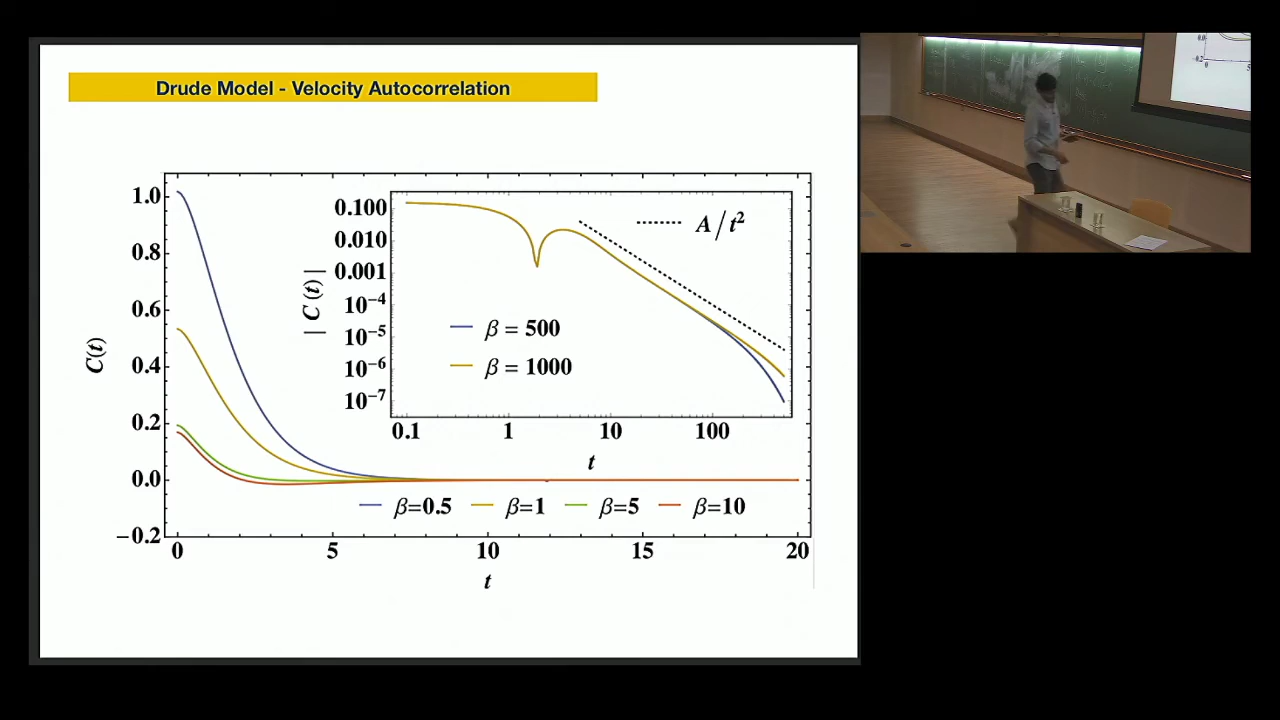 Drude Model - Velocity Autocorrelation
C(t)
1.0
0.8
0.6
0.4
0.2
0.0
−0.2
0 5 10 15 20
t
β=0.5 β=1 β=5 β=10
| C (t) |
0.100
0.010
0.001
10⁻⁴
10⁻⁵
10⁻⁶
10⁻⁷
0.1 1 10 100
t
A/t²
β = 500
β = 1000